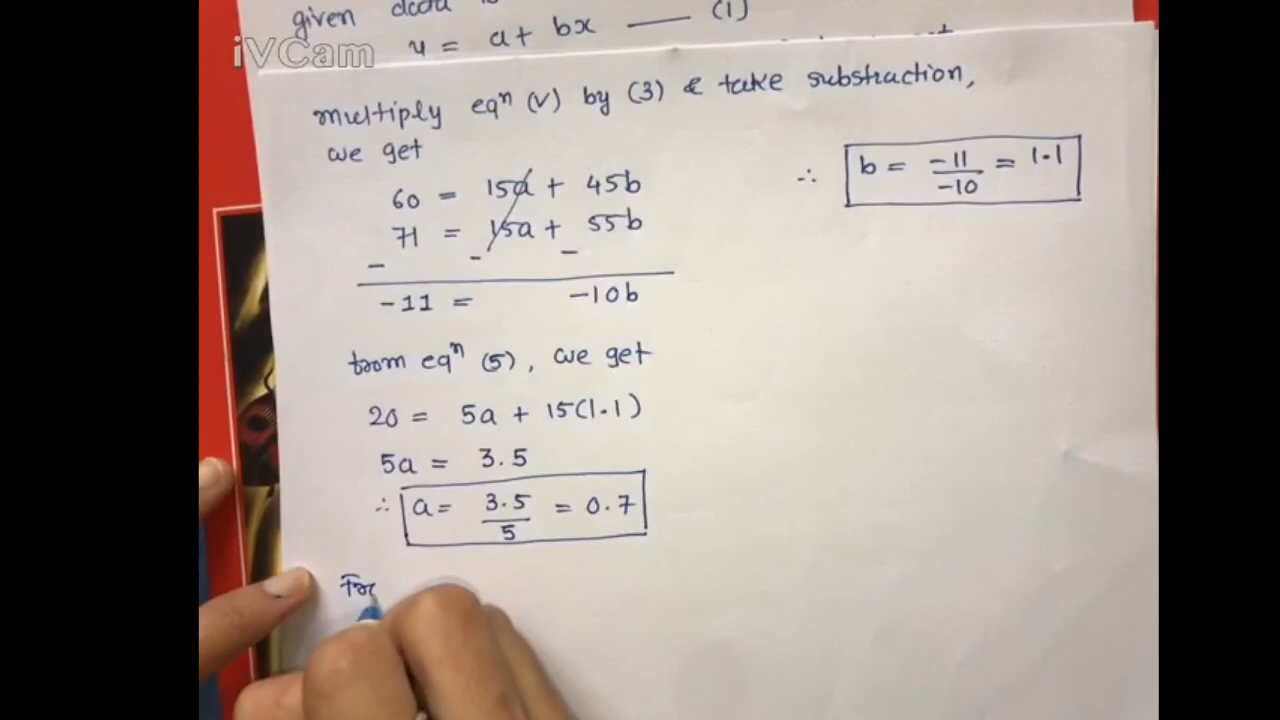 iVCam
given data
y = a + bx —— (1)
multiply eqⁿ (v) by (3) & take substraction,
we get
60 = 15a + 45b
71 = 15a + 55b
- - -
-11 = -10b
∴ b = -11/-10 = 1.1
from eqⁿ (5), we get
20 = 5a + 15(1.1)
5a = 3.5
∴ a = 3.5/5 = 0.7